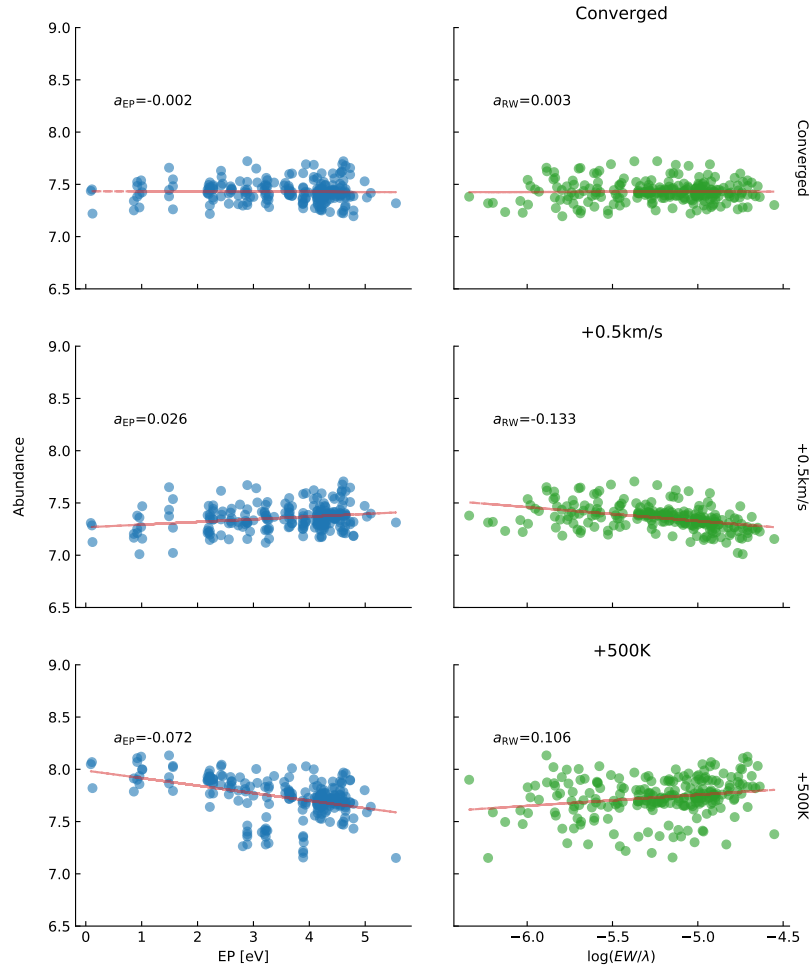 Converged
9.0
8.5
8.0
7.5
7.0
6.5
a_EP=-0.002
a_RW=0.003
Converged
+0.5km/s
9.0
8.5
8.0
7.5
7.0
6.5
a_EP=0.026
a_RW=-0.133
+0.5km/s
Abundance
+500K
9.0
8.5
8.0
7.5
7.0
6.5
a_EP=-0.072
a_RW=0.106
+500K
0 1 2 3 4 5
−6.0 −5.5 −5.0 −4.5
EP [eV]
log(EW/λ)